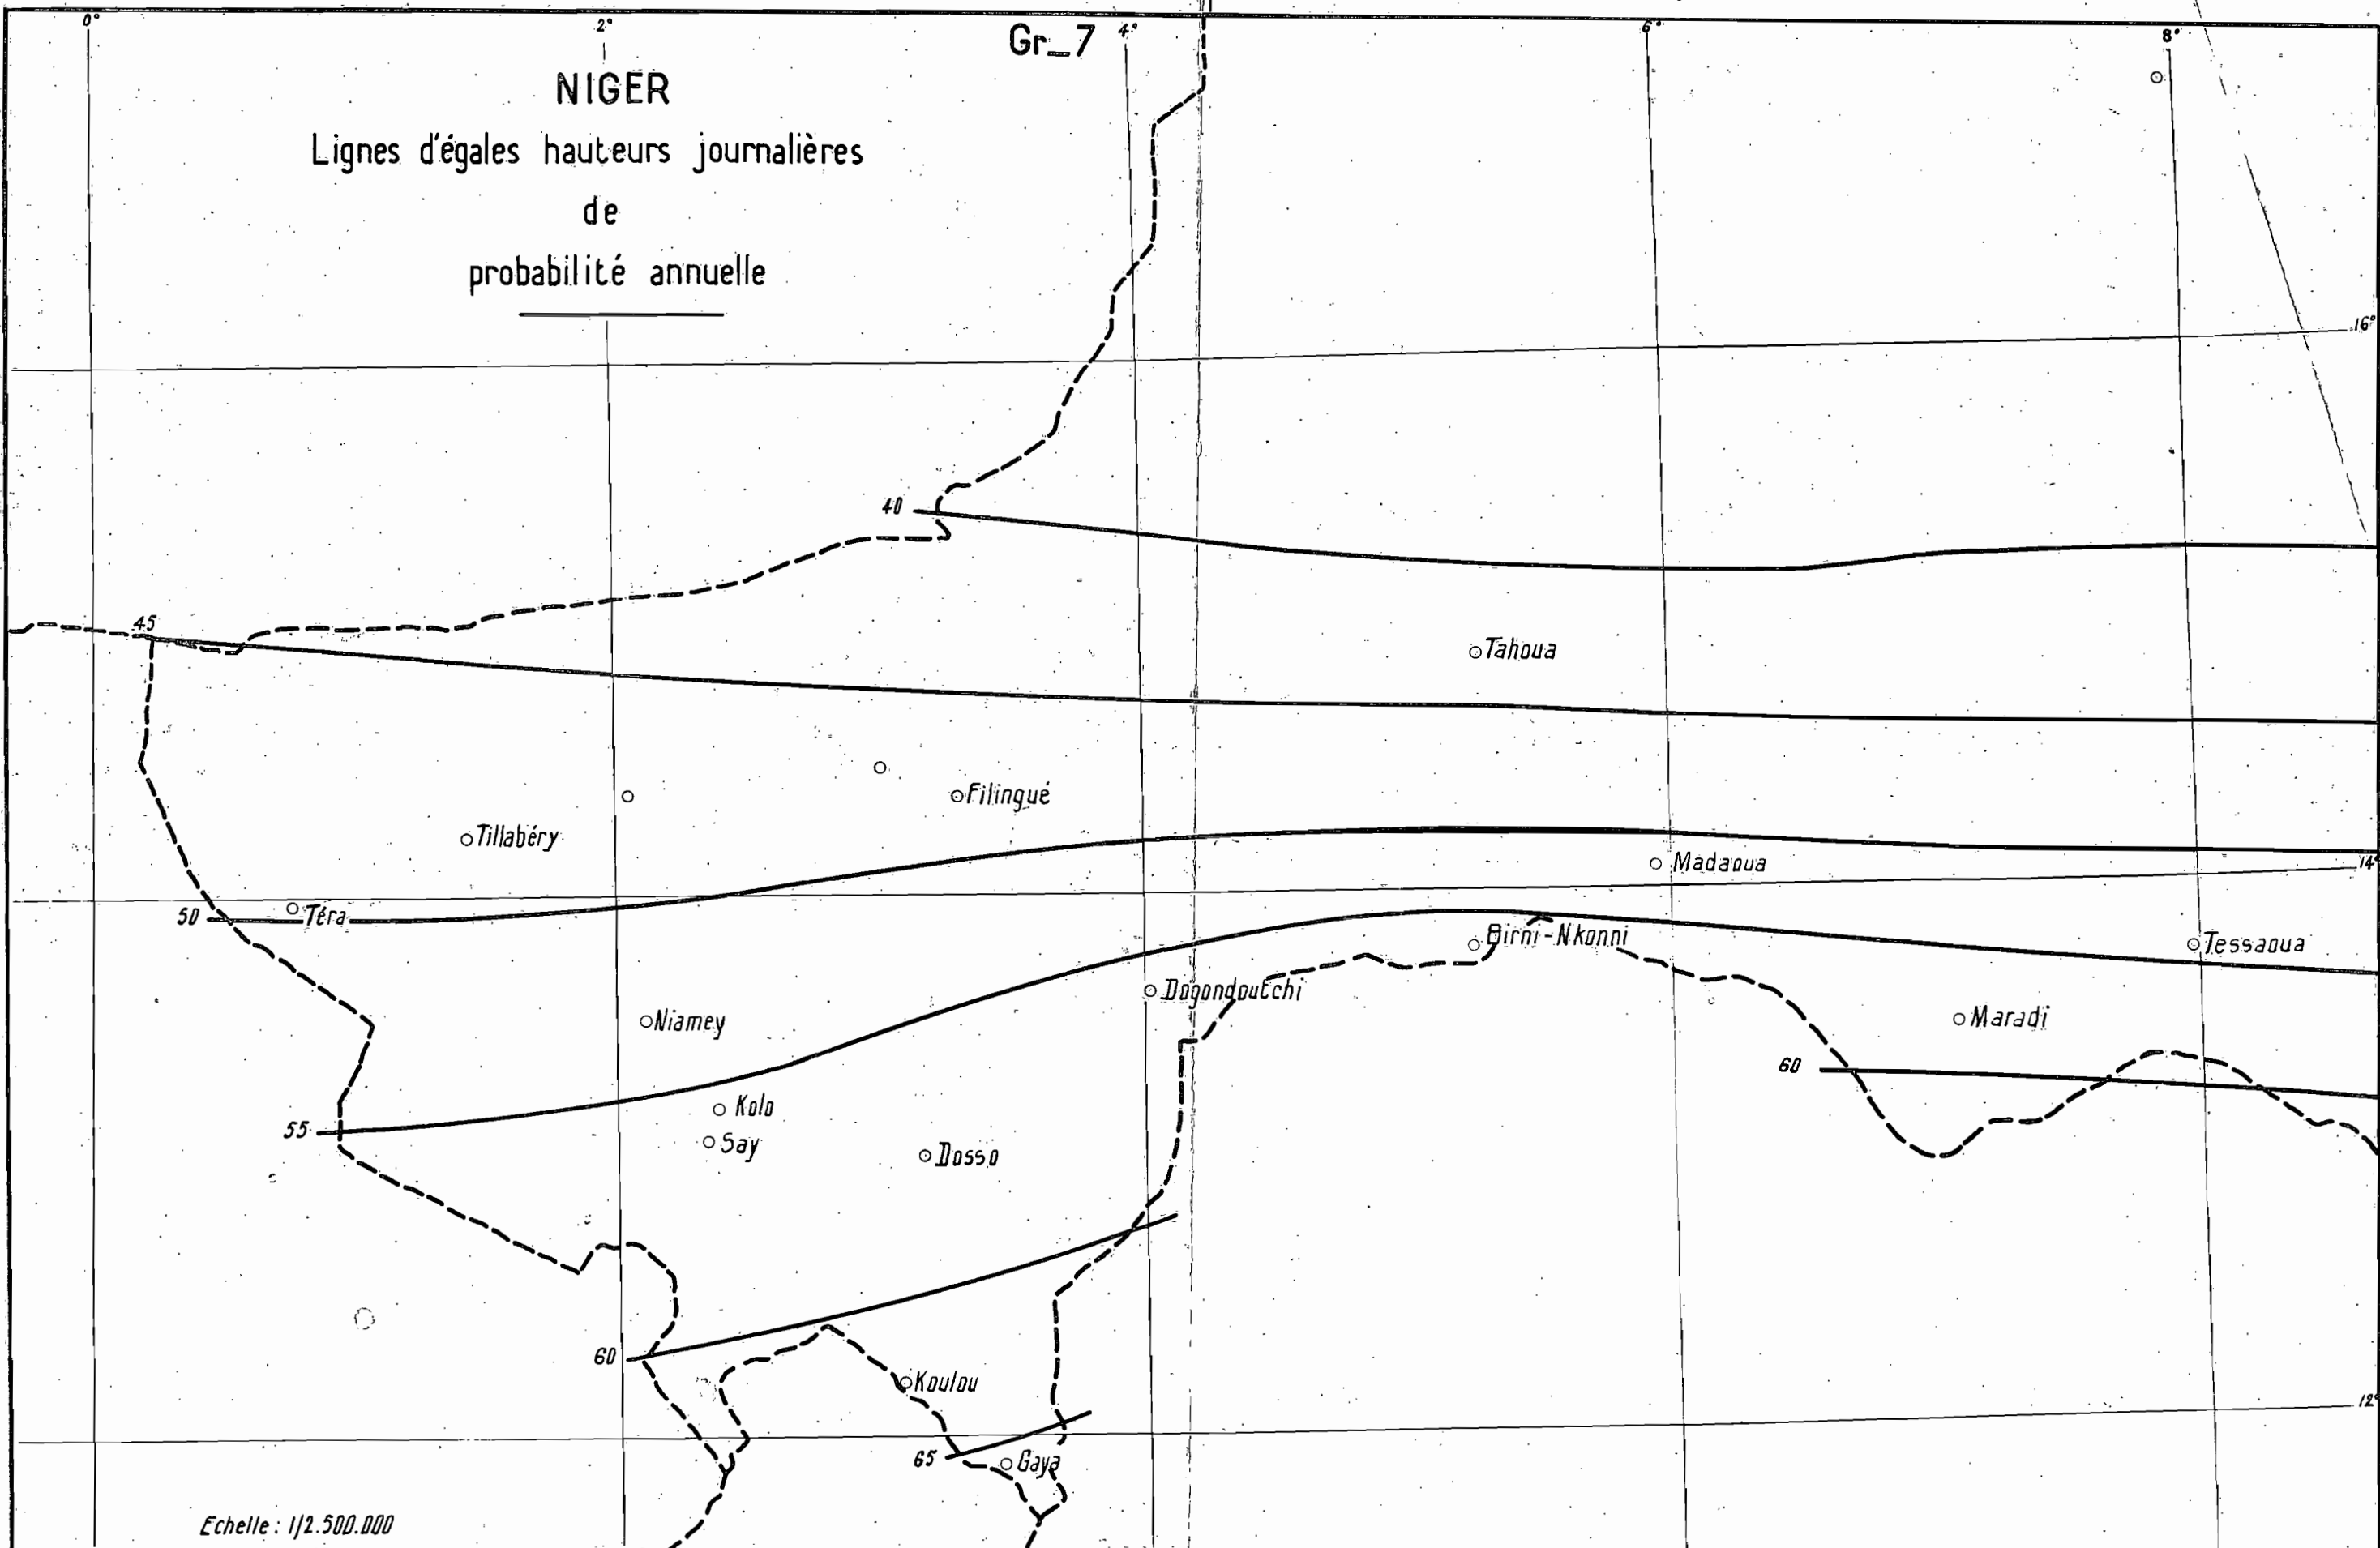 0° 2° 4° 6° 8°
Gr_7
NIGER
Lignes d'égales hauteurs journalières
de
probabilité annuelle
16°
40
45
Tahoua
Filingué
Tillabéry
Madaoua
14°
50 Téra
Birni-Nkonni
Tessaoua
Dogondoutchi
Niamey
Maradi
60
Kolo
55
Say
Dosso
60
Koulou
12°
65
Gaya
Echelle: 1/2.500.000